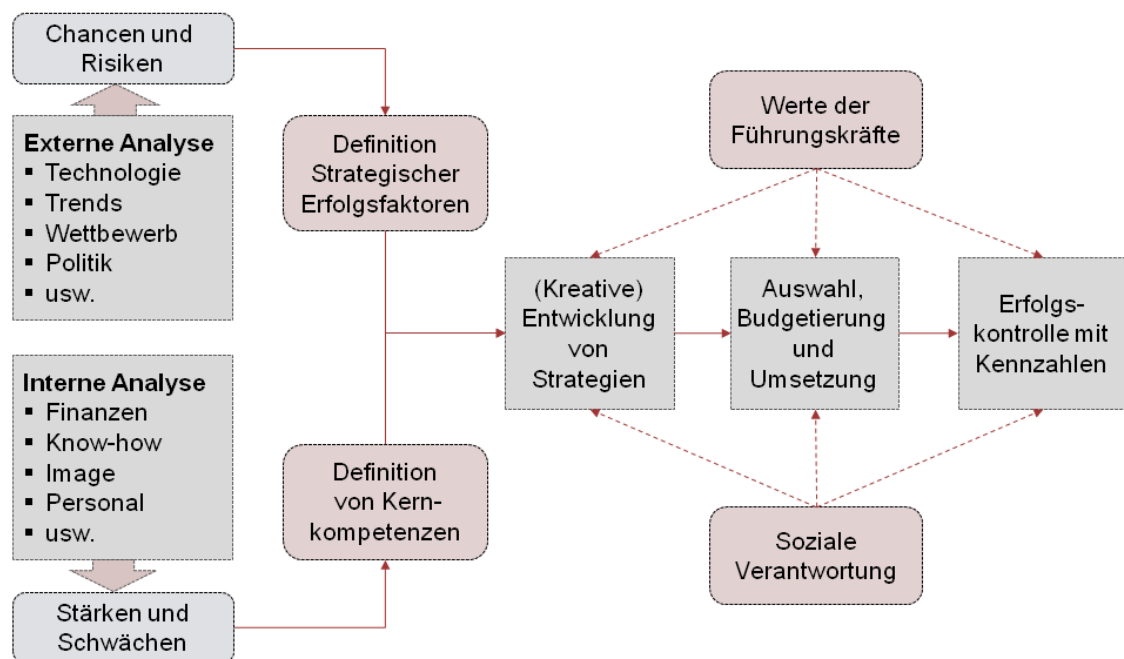 Chancen und
Risiken
Externe Analyse
▪ Technologie
▪ Trends
▪ Wettbewerb
▪ Politik
▪ usw.
Interne Analyse
▪ Finanzen
▪ Know-how
▪ Image
▪ Personal
▪ usw.
Stärken und
Schwächen
Definition
Strategischer
Erfolgsfaktoren
Definition
von Kern-
kompetenzen
Werte der
Führungskräfte
(Kreative)
Entwicklung
von
Strategien
Auswahl,
Budgetierung
und
Umsetzung
Erfolgs-
kontrolle mit
Kennzahlen
Soziale
Verantwortung